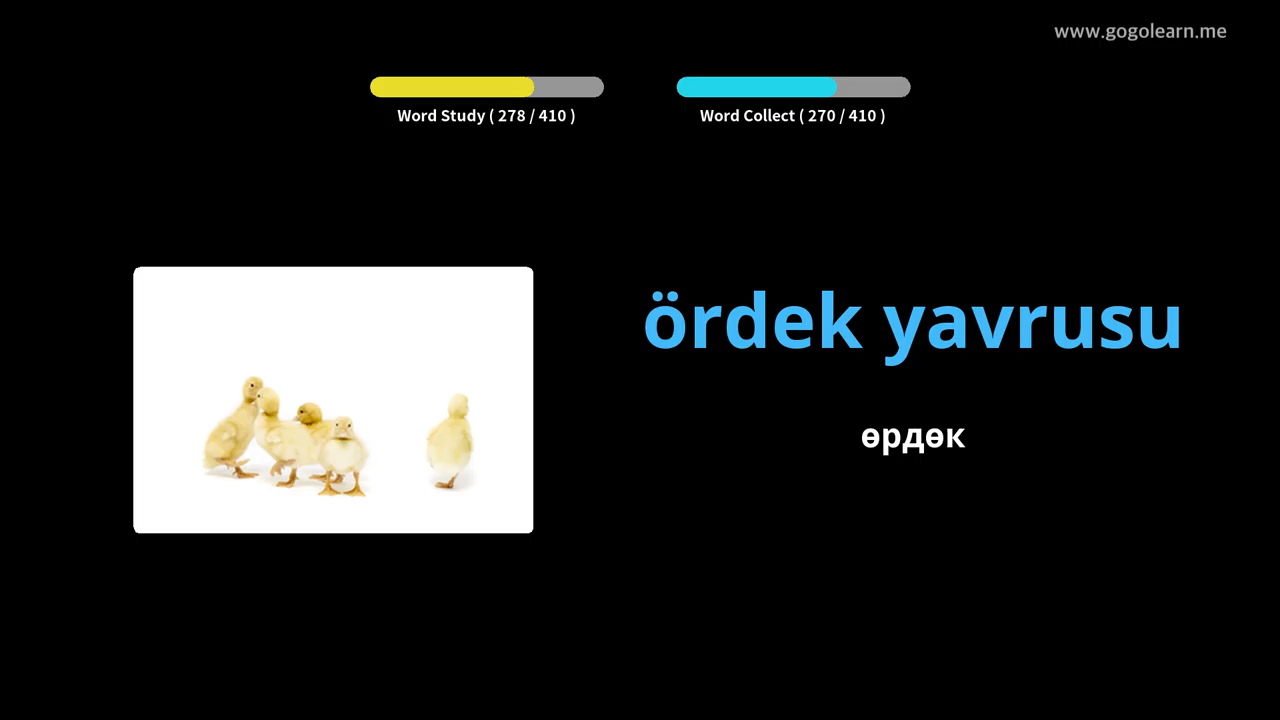 www.gogolearn.me
Word Study ( 278 / 410 )
Word Collect ( 270 / 410 )
ördek yavrusu
өрдөк